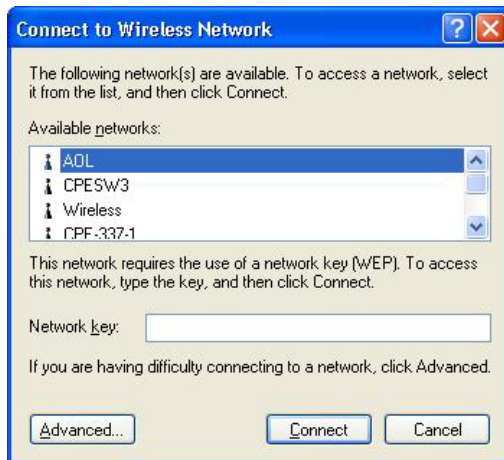 Connect to Wireless Network
The following network(s) are available. To access a network, select
it from the list, and then click Connect.
Available networks:
AOL
CPESW3
Wireless
CPE-337-1
This network requires the use of a network key (WEP). To access
this network, type the key, and then click Connect.
Network key:
If you are having difficulty connecting to a network, click Advanced.
Advanced... Connect Cancel